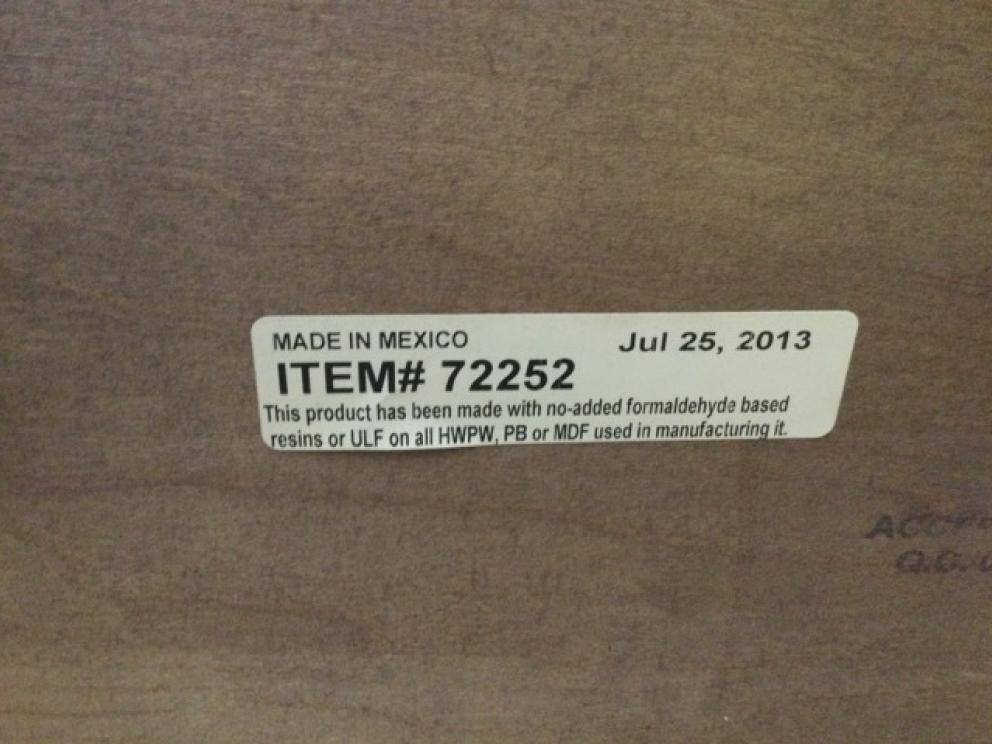 MADE IN MEXICO Jul 25, 2013
ITEM# 72252
This product has been made with no-added formaldehyde based
resins or ULF on all HWPW, PB or MDF used in manufacturing it.
Q.C.